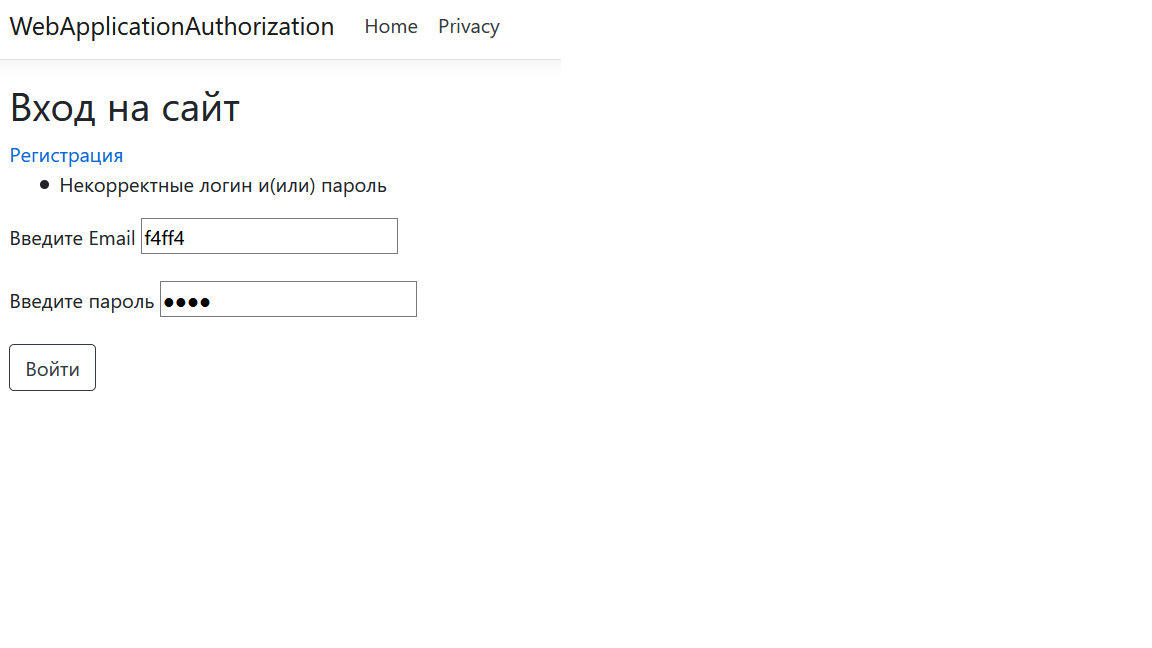 WebApplicationAuthorization Home Privacy
Вход на сайт
Регистрация
Некорректные логин и(или) пароль
Введите Email f4ff4
Введите пароль ●●●●
Войти